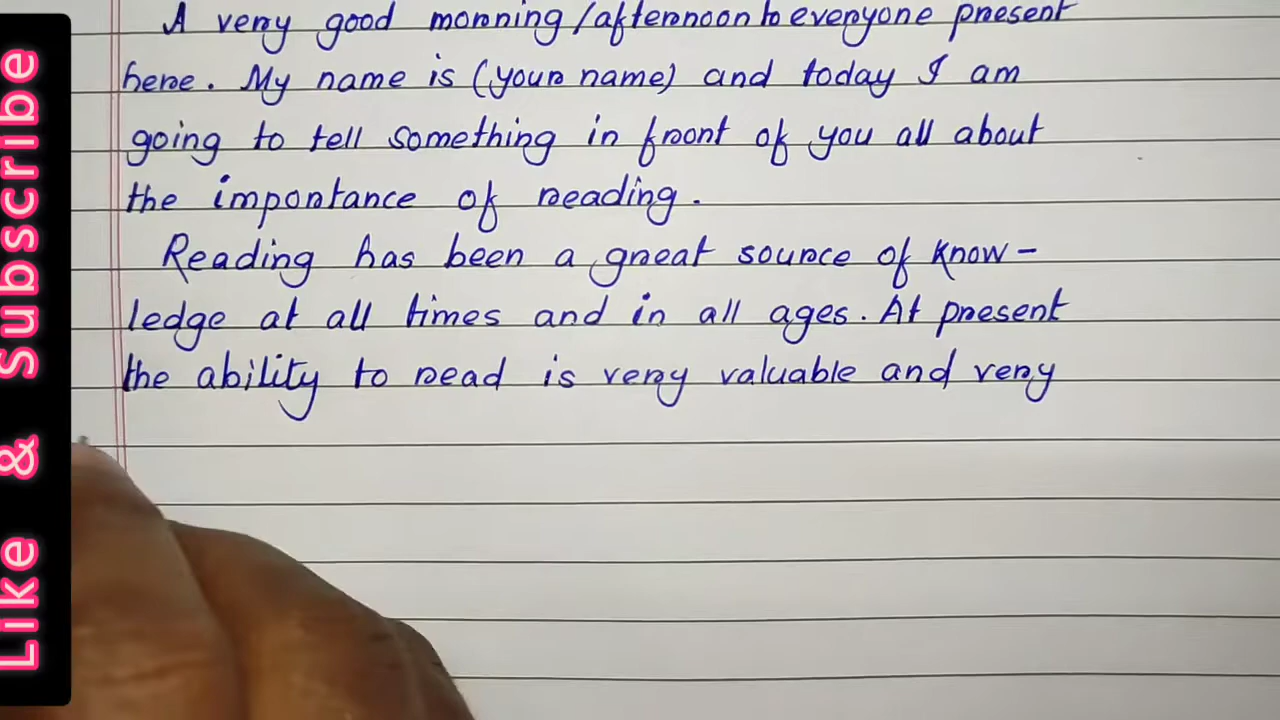 A very good morning/afternoon to everyone present
here. My name is (your name) and today I am
going to tell something in front of you all about
the importance of reading.
Reading has been a great source of know-
ledge at all times and in all ages. At present
the ability to read is very valuable and very
Like & Subscribe